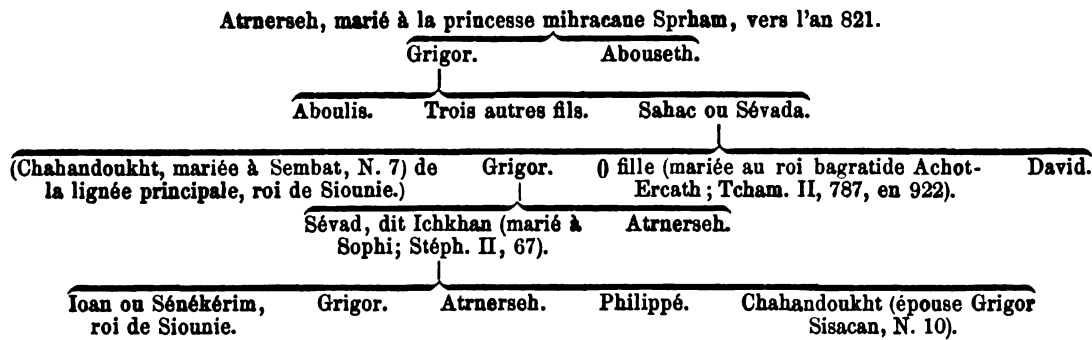 Atrnerseh, marié à la princesse mihracane Sprham, vers l'an 821.
Grigor. Abouseth.
Aboulis. Trois autres fils. Sahac ou Sévada.
(Chahandoukht, mariée à Sembat, N. 7) de Grigor. 0 fille (mariée au roi bagratide Achot- David.
la lignée principale, roi de Siounie.) Ercath; Tcham. II, 787, en 922).
Sévad, dit Ichkhan (marié à Atrnerseh.
Sophi; Stéph. II, 67).
Ioan ou Sénékérim, Grigor. Atrnerseh. Philippé. Chahandoukht (épouse Grigor
roi de Siounie. Sisacan, N. 10).